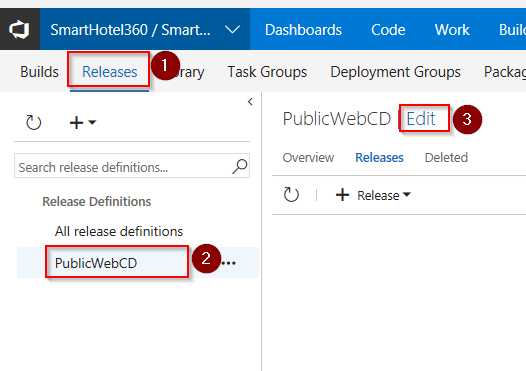 SmartHotel360 / Smart... Dashboards Code Work Buil
Builds Releases 1 rary Task Groups Deployment Groups Packag
PublicWebCD Edit 3
Search release definitions...
Overview Releases Deleted
+ Release
Release Definitions
All release definitions
PublicWebCD 2 ...